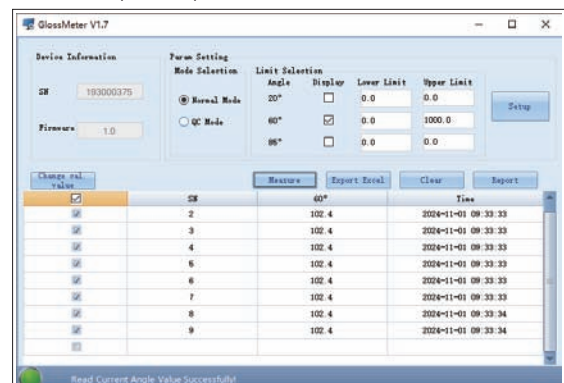 GlossMeter V1.7
Device Information
SN 193000375
Firmware 1.0
Param Setting
Mode Selection
Normal Mode
QC Mode
Limit Selection
Angle Display Lower Limit Upper Limit
20° 0.0 0.0
60° 0.0 1000.0
85° 0.0 0.0
Setup
Change cal.
value
Measure Export Excel Clear Report
SN 60° Time
2 102.4 2024-11-01 09:33:33
3 102.4 2024-11-01 09:33:33
4 102.4 2024-11-01 09:33:33
5 102.4 2024-11-01 09:33:33
6 102.4 2024-11-01 09:33:33
7 102.4 2024-11-01 09:33:33
8 102.4 2024-11-01 09:33:34
9 102.4 2024-11-01 09:33:34
Read Current Angle Value Successfully!